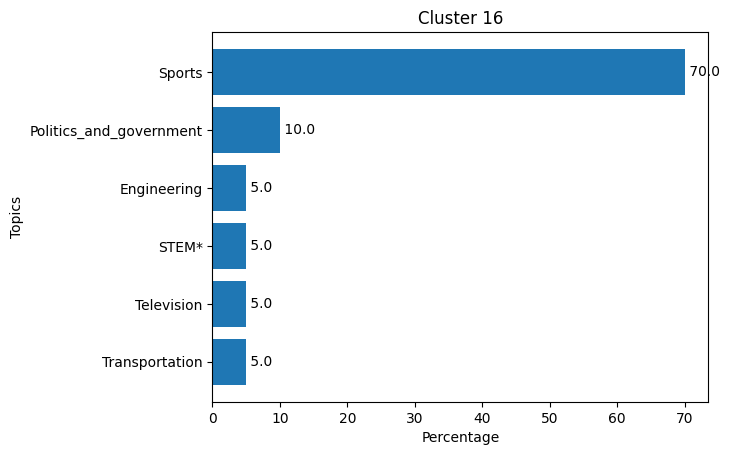 Cluster 16
Sports
70.0
Politics_and_government
10.0
Engineering
5.0
STEM*
5.0
Television
5.0
Transportation
5.0
Topics
0 10 20 30 40 50 60 70
Percentage